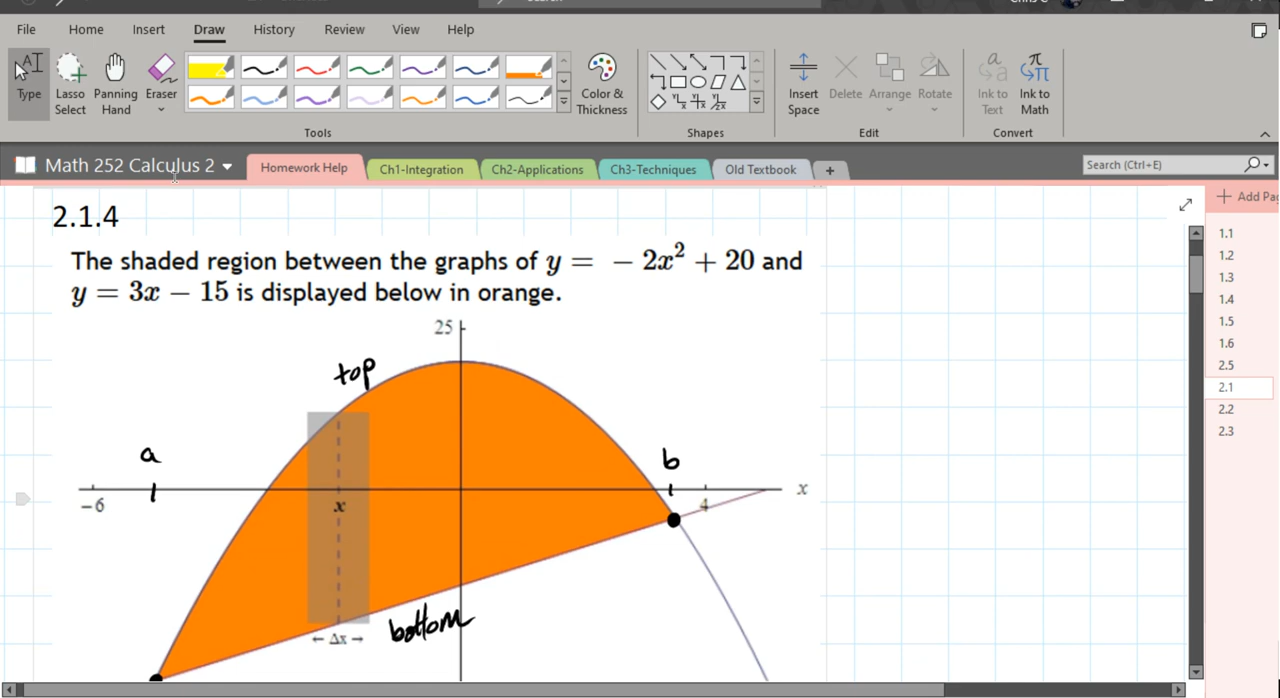 File Home Insert Draw History Review View Help
Type Lasso Select Panning Hand Eraser Color & Thickness Insert Space Delete Arrange Rotate Ink to Text Ink to Math
Tools Shapes Edit Convert
Math 252 Calculus 2 Homework Help Ch1-Integration Ch2-Applications Ch3-Techniques Old Textbook + Search (Ctrl+E)
Add Pag
2.1.4
The shaded region between the graphs of y = − 2x² + 20 and
y = 3x − 15 is displayed below in orange.
25
top
a
b
-6
x
4
x
bottom
← Δx →
1.1
1.2
1.3
1.4
1.5
1.6
2.5
2.1
2.2
2.3